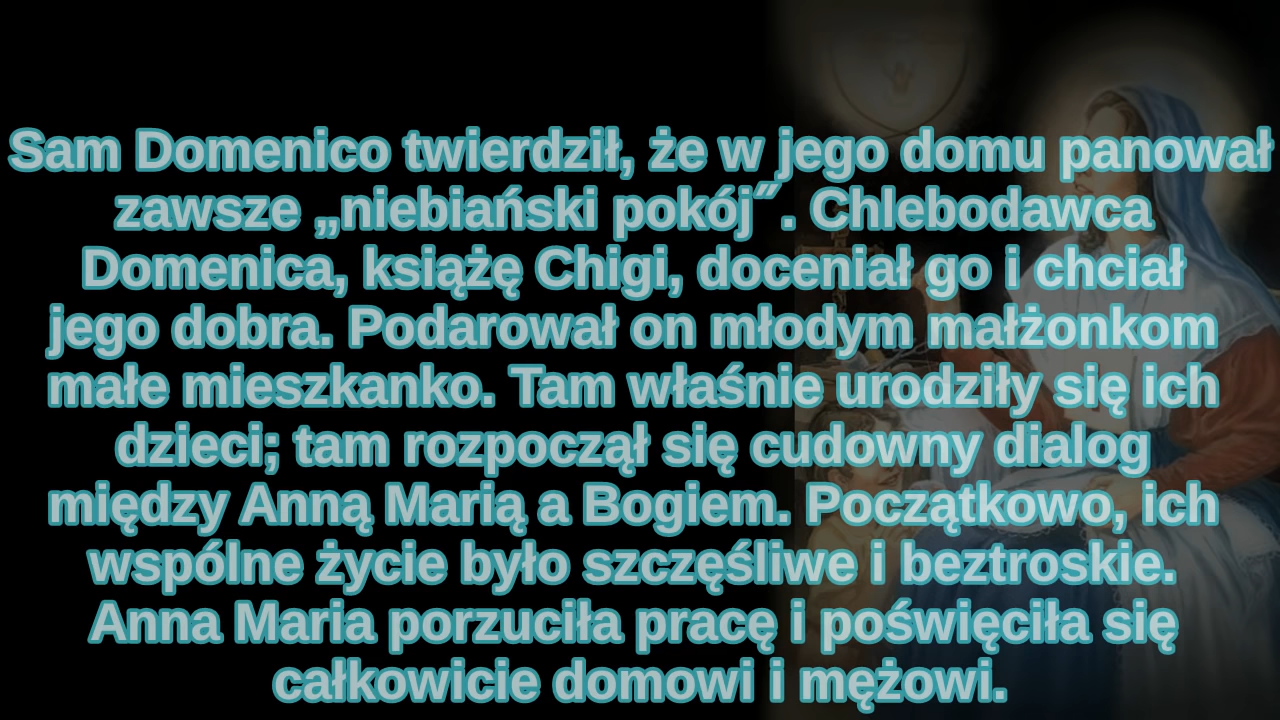 Sam Domenico twierdził, że w jego domu panował
zawsze „niebiański pokój˝. Chlebodawca
Domenica, książę Chigi, doceniał go i chciał
jego dobra. Podarował on młodym małżonkom
małe mieszkanko. Tam właśnie urodziły się ich
dzieci; tam rozpoczął się cudowny dialog
między Anną Marią a Bogiem. Początkowo, ich
wspólne życie było szczęśliwe i beztroskie.
Anna Maria porzuciła pracę i poświęciła się
całkowicie domowi i mężowi.